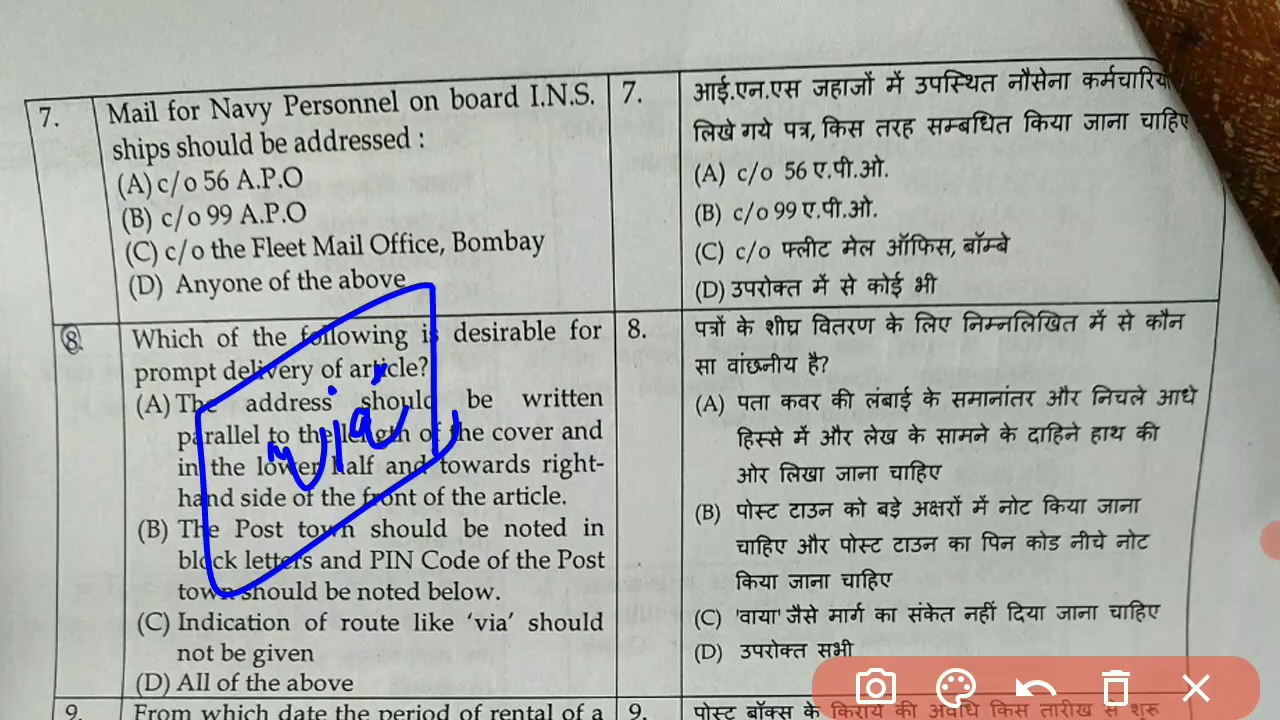 7.
Mail for Navy Personnel on board I.N.S.
ships should be addressed :
(A) c/o 56 A.P.O
(B) c/o 99 A.P.O
(C) c/o the Fleet Mail Office, Bombay
(D) Anyone of the above
7.
आई.एन.एस जहाजों में उपस्थित नौसेना
लिखे गये पत्र, किस तरह सम्बधित किया जाना चाहिए
(A) c/o 56 ए.पी.ओ.
(B) c/o 99 ए.पी.ओ.
(C) c/o फ्लीट मेल ऑफिस, बॉम्बे
(D) उपरोक्त में से कोई भी
8.
Which of the following is desirable for
prompt delivery of article?
(A) The address should be written
parallel to the length of the cover and
in the lower half and towards right-
hand side of the front of the article.
(B) The Post town should be noted in
block letters and PIN Code of the Post
town should be noted below.
(C) Indication of route like ‘via’ should
not be given
(D) All of the above
via
8.
पत्रों के शीघ्र वितरण के लिए निम्नलिखित में से कौन
सा वांछनीय है?
(A) पता कवर की लंबाई के समानांतर और निचले आधे
हिस्से में और लेख के सामने के दाहिने हाथ की
ओर लिखा जाना चाहिए
(B) पोस्ट टाउन को बड़े अक्षरों में नोट किया जाना
चाहिए और पोस्ट टाउन का पिन कोड नीचे नोट
किया जाना चाहिए
(C) 'वाया' जैसे मार्ग का संकेत नहीं दिया जाना चाहिए
(D) उपरोक्त सभी
9.
From which date the period of rental of a
9.
पोस्ट बॉक्स के किराये की अवधि किस तारीख से शुरू